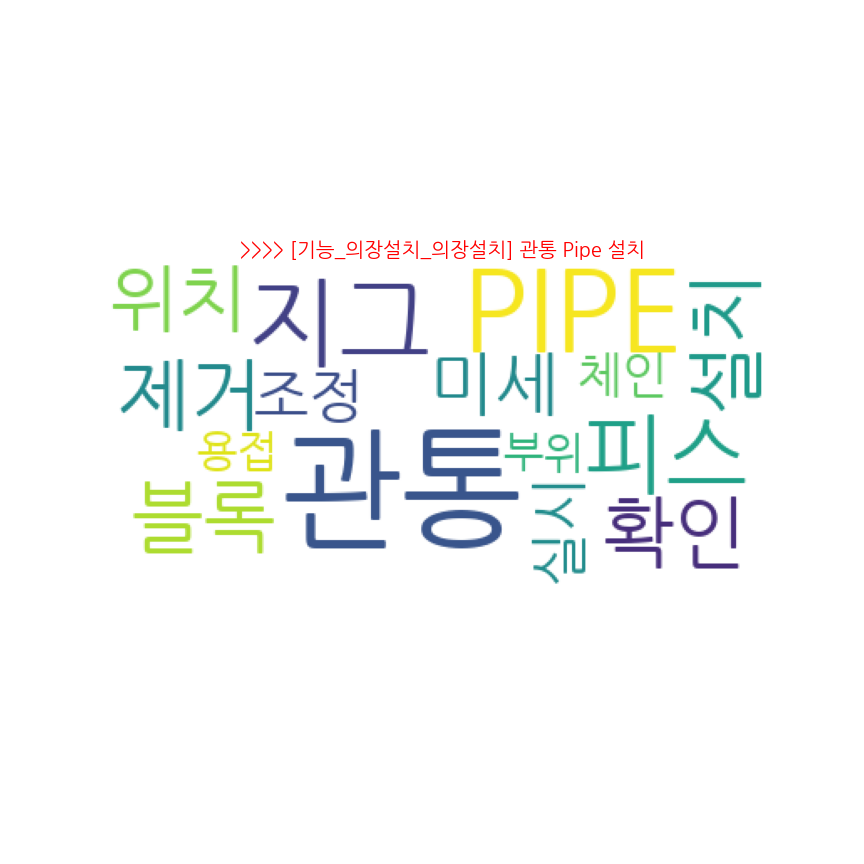 >>>> [기능_의장설치_의장설치] 관통 Pipe 설치
위치
지그
PIPE
설치
제거
조정
미세
체인
용접
관통
부위
피스
블록
실시
확인